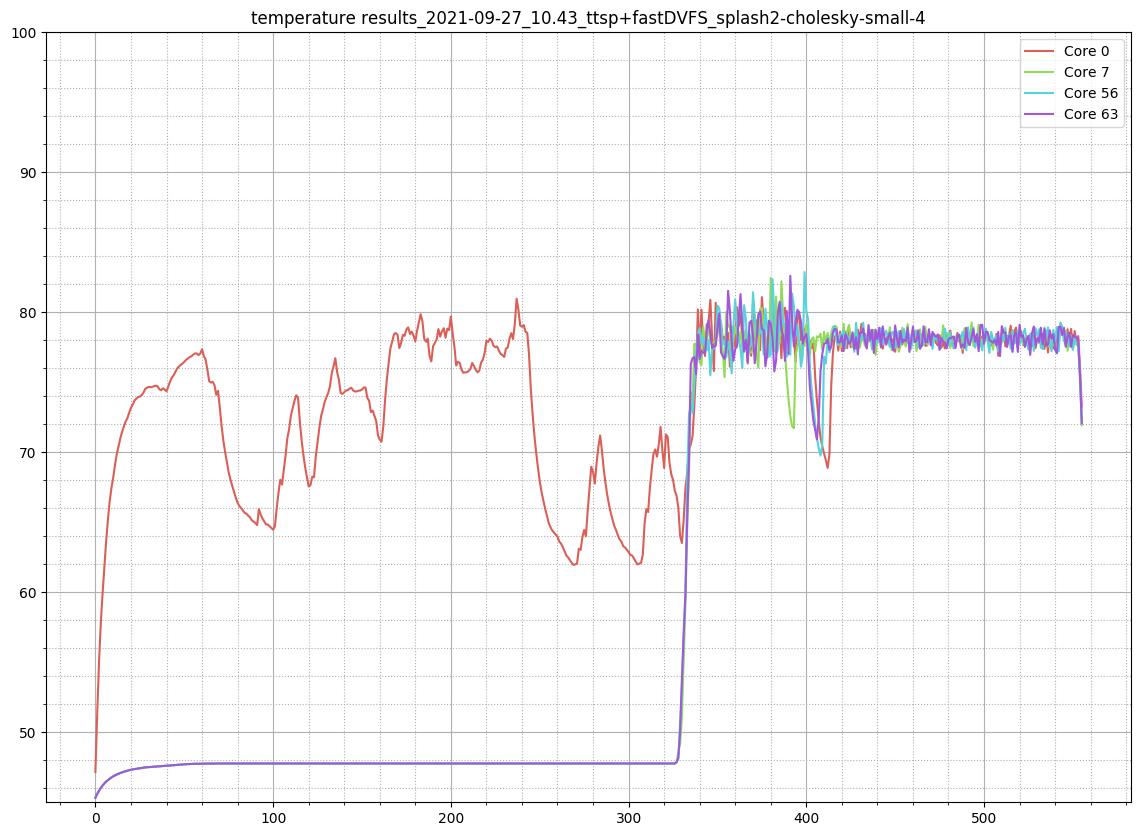 temperature results_2021-09-27_10.43_ttsp+fastDVFS_splash2-cholesky-small-4
Core 0
Core 7
Core 56
Core 63
100
90
80
70
60
50
0
100
200
300
400
500